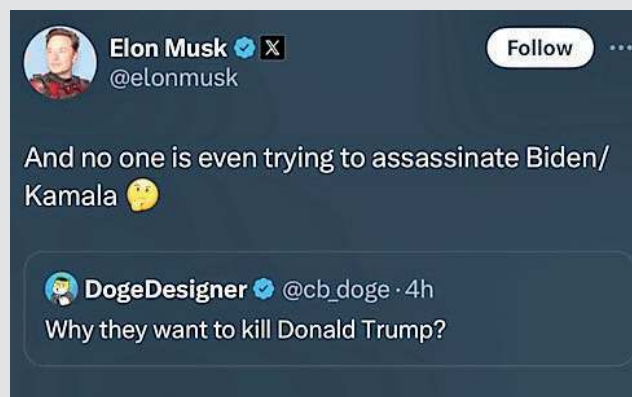 Elon Musk
@elonmusk
Follow
And no one is even trying to assassinate Biden/
Kamala 🤔
DogeDesigner @cb_doge · 4h
Why they want to kill Donald Trump?